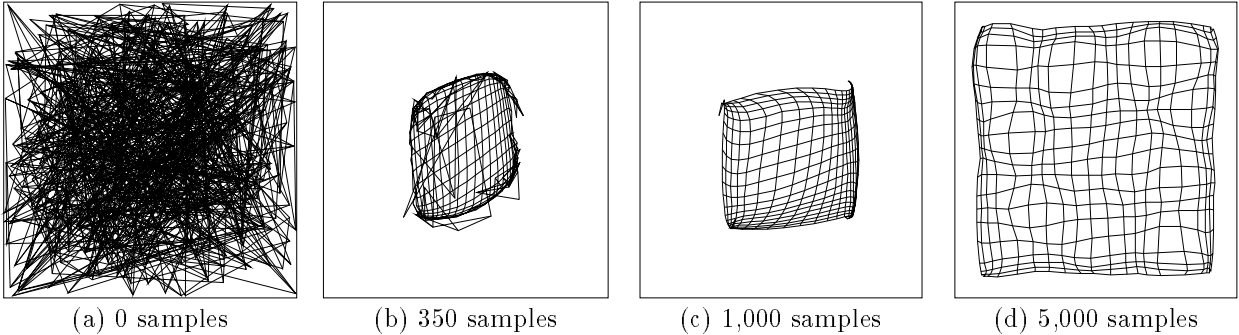 (a) 0 samples
(b) 350 samples
(c) 1,000 samples
(d) 5,000 samples